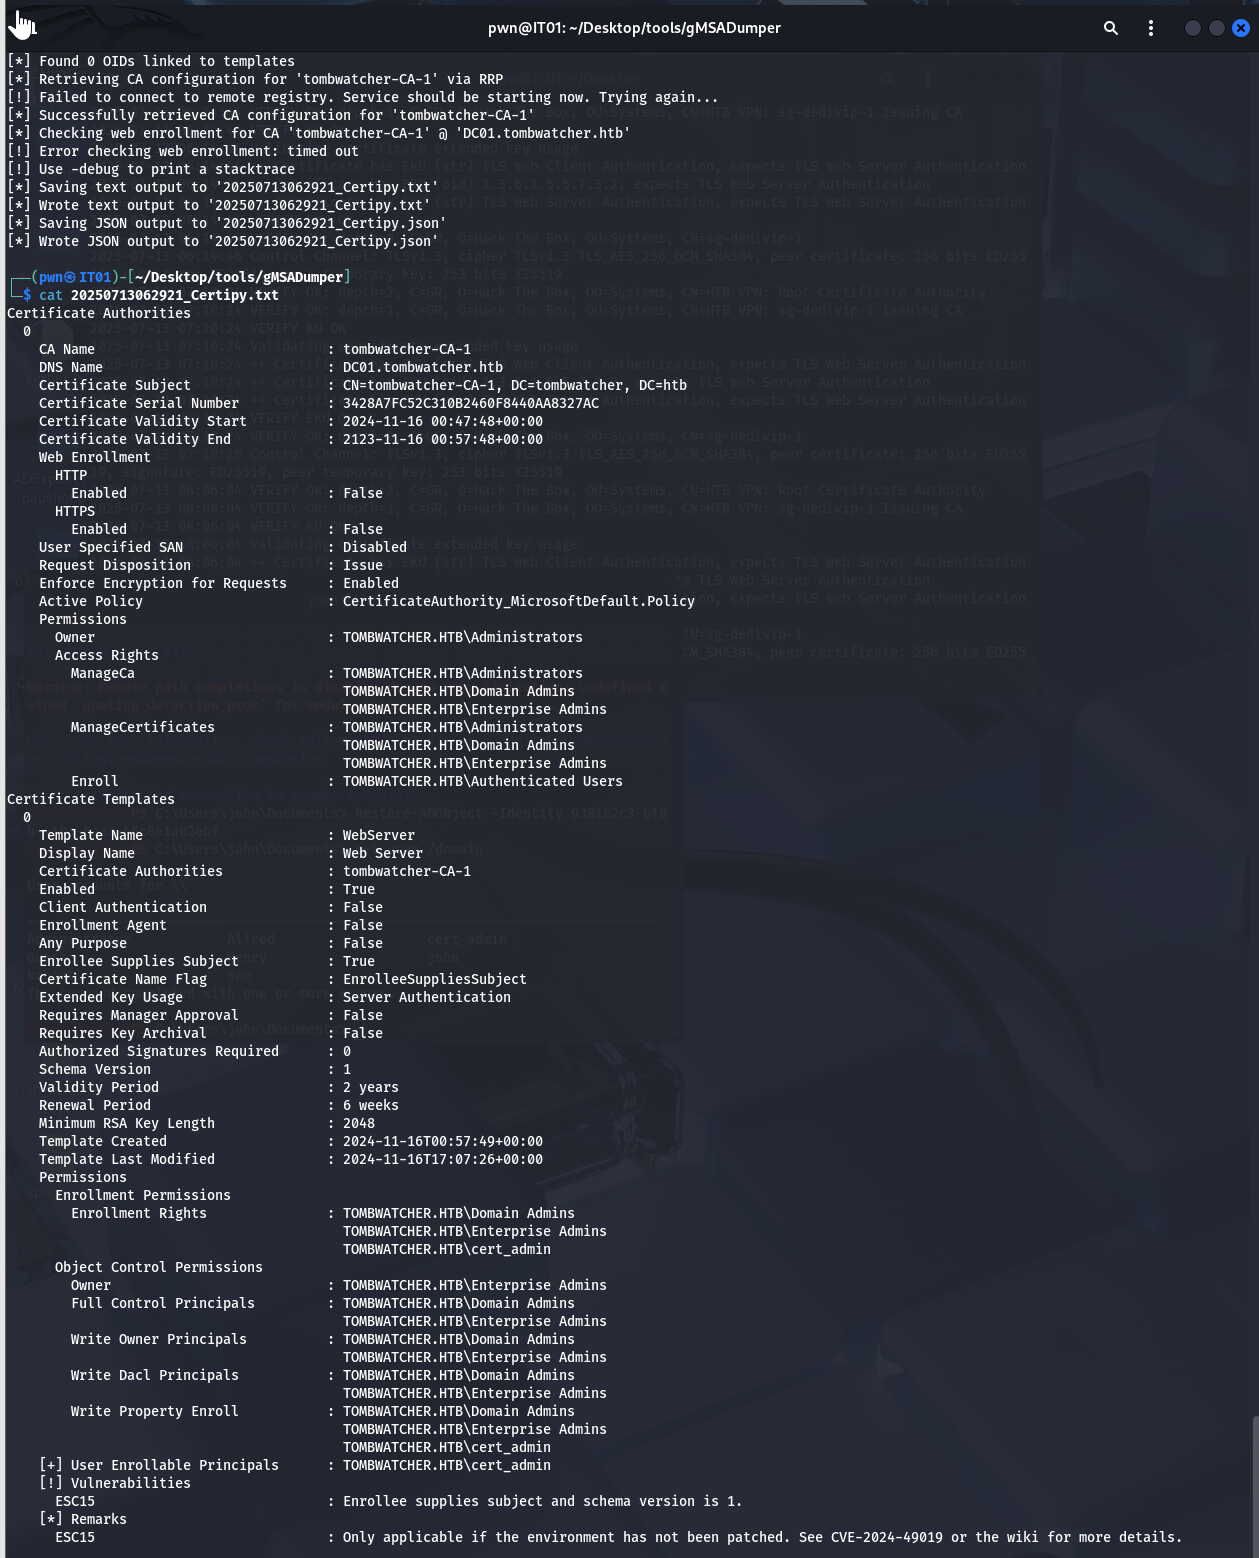 pwn@IT01: ~/Desktop/tools/gMSADumper
[*] Found 0 OIDs linked to templates
[*] Retrieving CA configuration for 'tombwatcher-CA-1' via RRP
[!] Failed to connect to remote registry. Service should be starting now. Trying again...
[*] Successfully retrieved CA configuration for 'tombwatcher-CA-1'
[*] Checking web enrollment for CA 'tombwatcher-CA-1' @ 'DC01.tombwatcher.htb'
[!] Error checking web enrollment: timed out
[!] Use -debug to print a stacktrace
[*] Saving text output to '20250713062921_Certipy.txt'
[*] Wrote text output to '20250713062921_Certipy.txt'
[*] Saving JSON output to '20250713062921_Certipy.json'
[*] Wrote JSON output to '20250713062921_Certipy.json'
┌──(pwn㉿IT01)-[~/Desktop/tools/gMSADumper]
└─$ cat 20250713062921_Certipy.txt
Certificate Authorities
  0
    CA Name                             : tombwatcher-CA-1
    DNS Name                            : DC01.tombwatcher.htb
    Certificate Subject                 : CN=tombwatcher-CA-1, DC=tombwatcher, DC=htb
    Certificate Serial Number           : 3428A7FC52C310B2460F8440AA8327AC
    Certificate Validity Start          : 2024-11-16 00:47:48+00:00
    Certificate Validity End            : 2123-11-16 00:57:48+00:00
    Web Enrollment
      HTTP
        Enabled                         : False
      HTTPS
        Enabled                         : False
    User Specified SAN                  : Disabled
    Request Disposition                 : Issue
    Enforce Encryption for Requests     : Enabled
    Active Policy                       : CertificateAuthority_MicrosoftDefault.Policy
    Permissions
      Owner                             : TOMBWATCHER.HTB\Administrators
      Access Rights
        ManageCa                        : TOMBWATCHER.HTB\Administrators
                                          TOMBWATCHER.HTB\Domain Admins
                                          TOMBWATCHER.HTB\Enterprise Admins
        ManageCertificates              : TOMBWATCHER.HTB\Administrators
                                          TOMBWATCHER.HTB\Domain Admins
                                          TOMBWATCHER.HTB\Enterprise Admins
        Enroll                          : TOMBWATCHER.HTB\Authenticated Users
Certificate Templates
  0
    Template Name                       : WebServer
    Display Name                        : Web Server
    Certificate Authorities             : tombwatcher-CA-1
    Enabled                             : True
    Client Authentication               : False
    Enrollment Agent                    : False
    Any Purpose                         : False
    Enrollee Supplies Subject           : True
    Certificate Name Flag               : EnrolleeSuppliesSubject
    Extended Key Usage                  : Server Authentication
    Requires Manager Approval           : False
    Requires Key Archival               : False
    Authorized Signatures Required      : 0
    Schema Version                      : 1
    Validity Period                     : 2 years
    Renewal Period                      : 6 weeks
    Minimum RSA Key Length              : 2048
    Template Created                    : 2024-11-16T00:57:49+00:00
    Template Last Modified              : 2024-11-16T17:07:26+00:00
    Permissions
      Enrollment Permissions
        Enrollment Rights               : TOMBWATCHER.HTB\Domain Admins
                                          TOMBWATCHER.HTB\Enterprise Admins
                                          TOMBWATCHER.HTB\cert_admin
      Object Control Permissions
        Owner                           : TOMBWATCHER.HTB\Enterprise Admins
        Full Control Principals         : TOMBWATCHER.HTB\Domain Admins
                                          TOMBWATCHER.HTB\Enterprise Admins
        Write Owner Principals          : TOMBWATCHER.HTB\Domain Admins
                                          TOMBWATCHER.HTB\Enterprise Admins
        Write Dacl Principals           : TOMBWATCHER.HTB\Domain Admins
                                          TOMBWATCHER.HTB\Enterprise Admins
        Write Property Enroll           : TOMBWATCHER.HTB\Domain Admins
                                          TOMBWATCHER.HTB\Enterprise Admins
                                          TOMBWATCHER.HTB\cert_admin
    [+] User Enrollable Principals      : TOMBWATCHER.HTB\cert_admin
    [!] Vulnerabilities
      ESC15                             : Enrollee supplies subject and schema version is 1.
    [*] Remarks
      ESC15                             : Only applicable if the environment has not been patched. See CVE-2024-49019 or the wiki for more details.